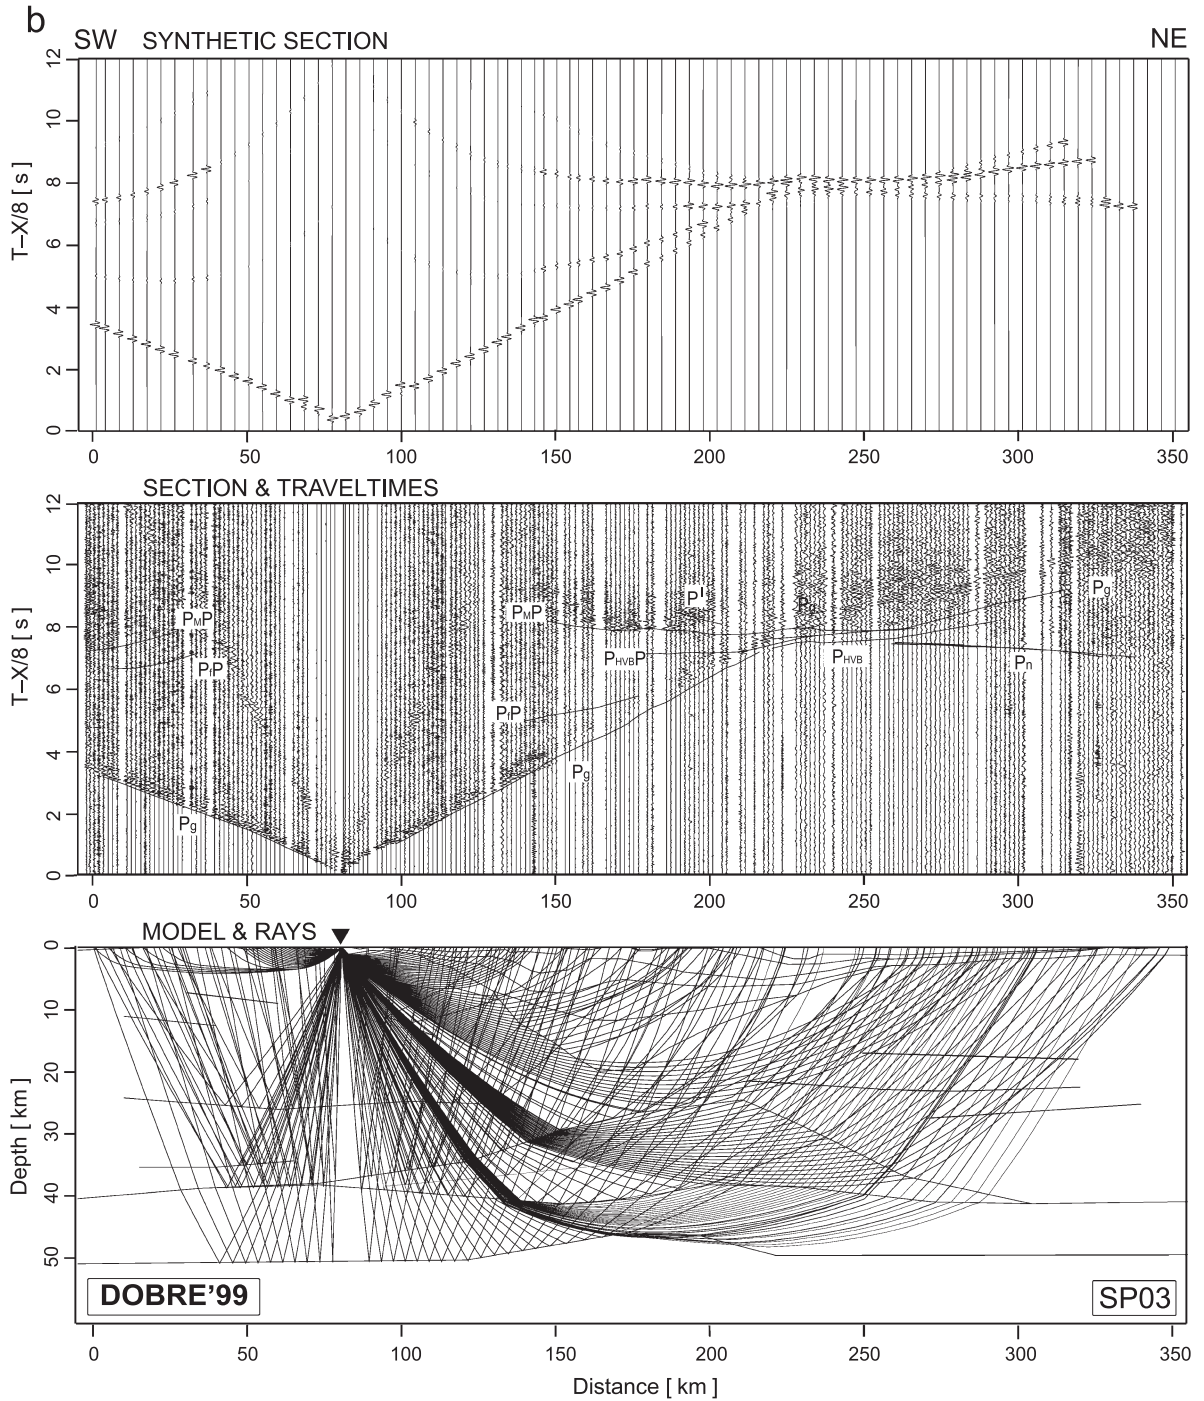 b
SW SYNTHETIC SECTION NE
12
10
8
6
4
2
0
T–X/8 [ s ]
0 50 100 150 200 250 300 350
SECTION & TRAVELTIMES
12
10
8
6
4
2
0
T–X/8 [ s ]
PMP
PIP
Pg
PMP
PI
PHVBP
PIP
Pg
PHVB
Pg
Pn
0 50 100 150 200 250 300 350
MODEL & RAYS
0
10
20
30
40
50
Depth [ km ]
DOBRE’99 SP03
0 50 100 150 200 250 300 350
Distance [ km ]